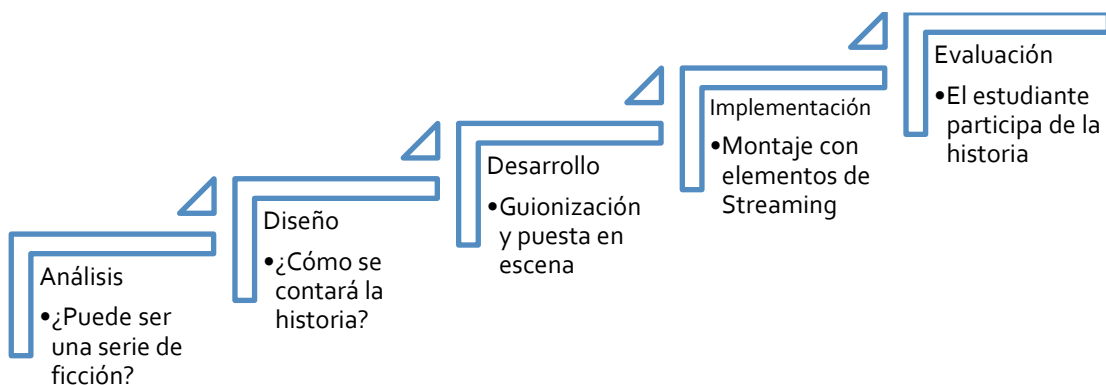 Análisis
•¿Puede ser
una serie de
ficción?
Diseño
•¿Cómo se
contará la
historia?
Desarrollo
•Guionización
y puesta en
escena
Implementación
•Montaje con
elementos de
Streaming
Evaluación
•El estudiante
participa de la
historia